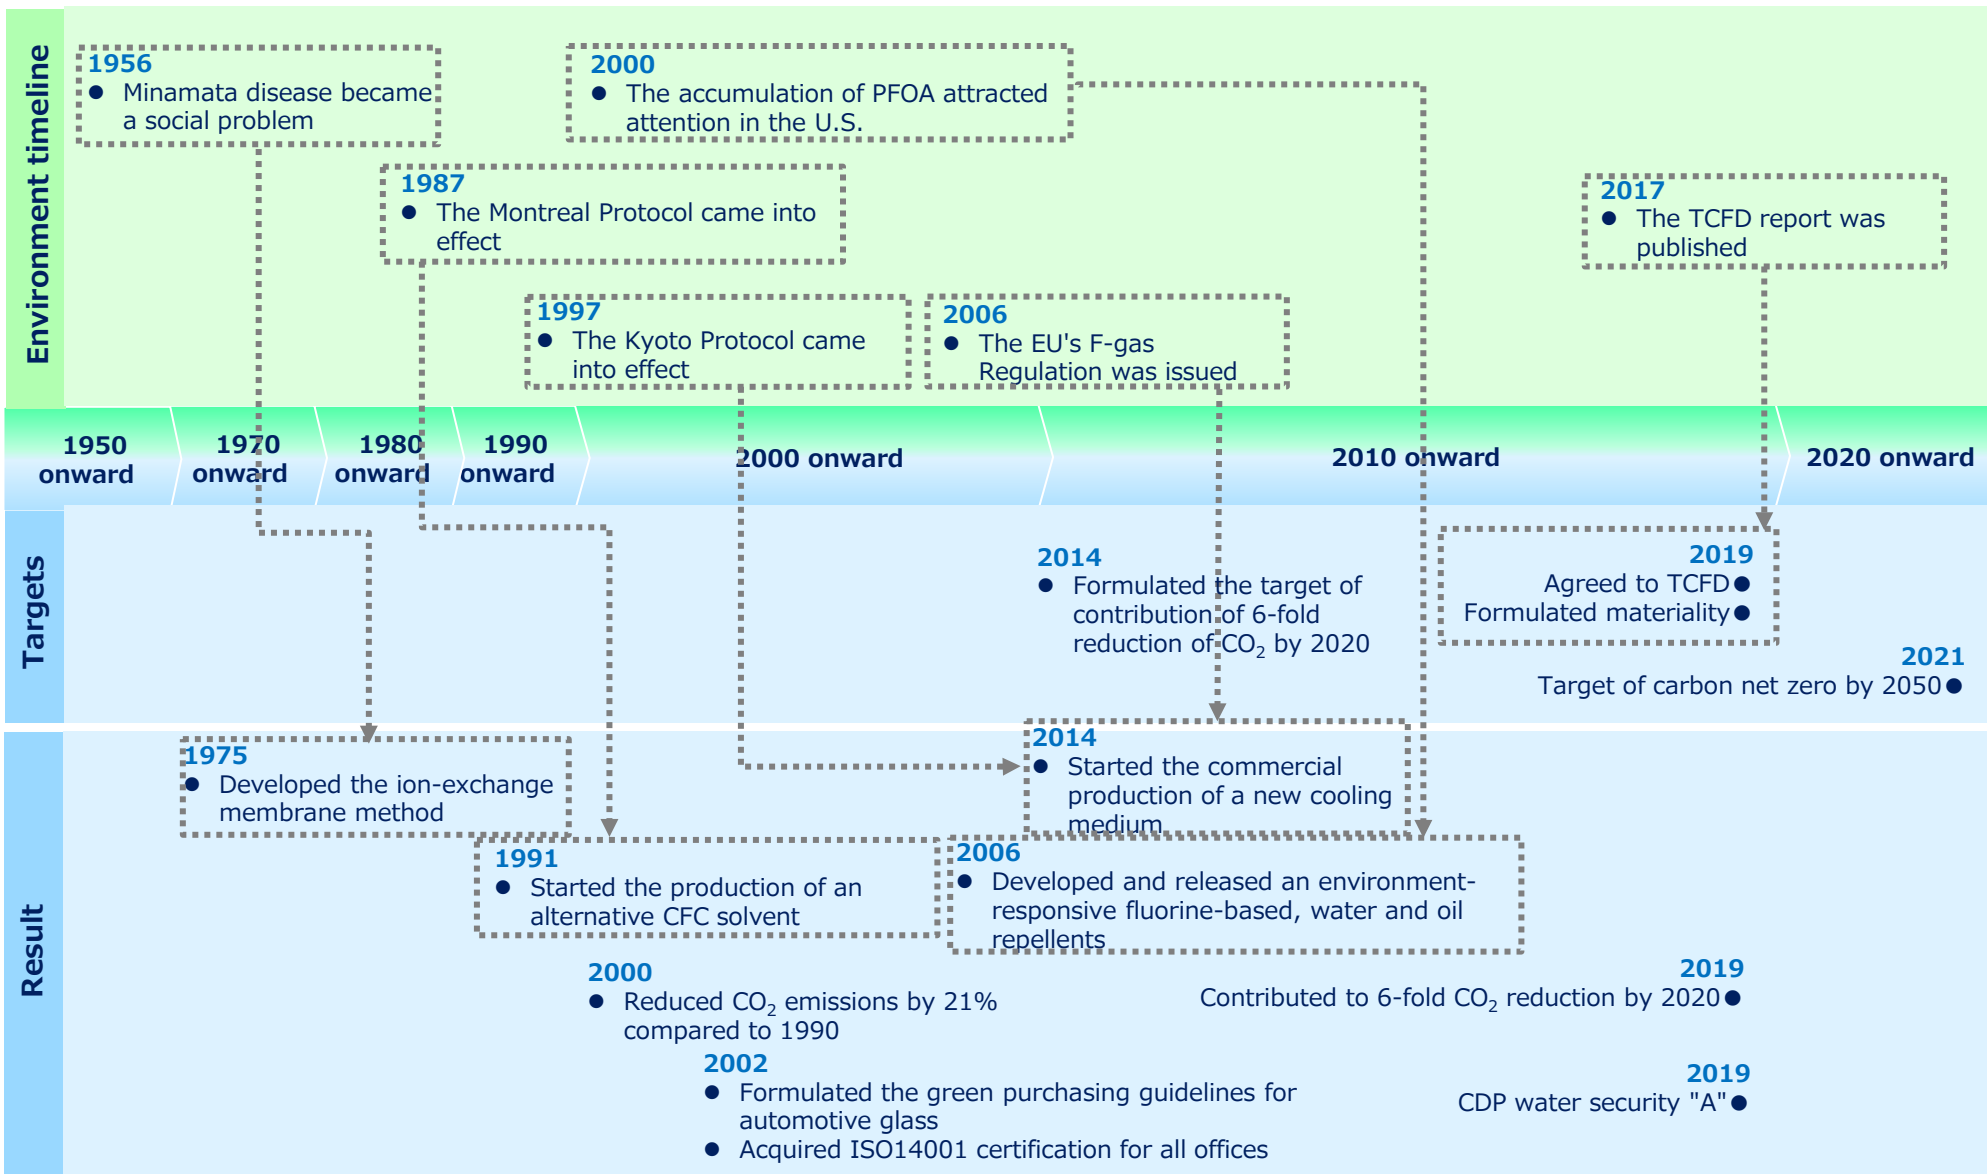 Environment timeline
1956
● Minamata disease became
a social problem
2000
● The accumulation of PFOA attracted
attention in the U.S.
1987
● The Montreal Protocol came into
effect
2017
● The TCFD report was
published
1997
● The Kyoto Protocol came
into effect
2006
● The EU's F-gas
Regulation was issued
1950
onward
1970
onward
1980
onward
1990
onward
2000 onward
2010 onward
2020 onward
Targets
2014
● Formulated the target of
contribution of 6-fold
reduction of CO₂ by 2020
2019
Agreed to TCFD ●
Formulated materiality ●
2021
Target of carbon net zero by 2050 ●
Result
1975
● Developed the ion-exchange
membrane method
2014
● Started the commercial
production of a new cooling
medium
1991
● Started the production of an
alternative CFC solvent
2006
● Developed and released an environment-
responsive fluorine-based, water and oil
repellents
2000
● Reduced CO₂ emissions by 21%
compared to 1990
2019
Contributed to 6-fold CO₂ reduction by 2020 ●
2002
● Formulated the green purchasing guidelines for
automotive glass
● Acquired ISO14001 certification for all offices
2019
CDP water security "A" ●